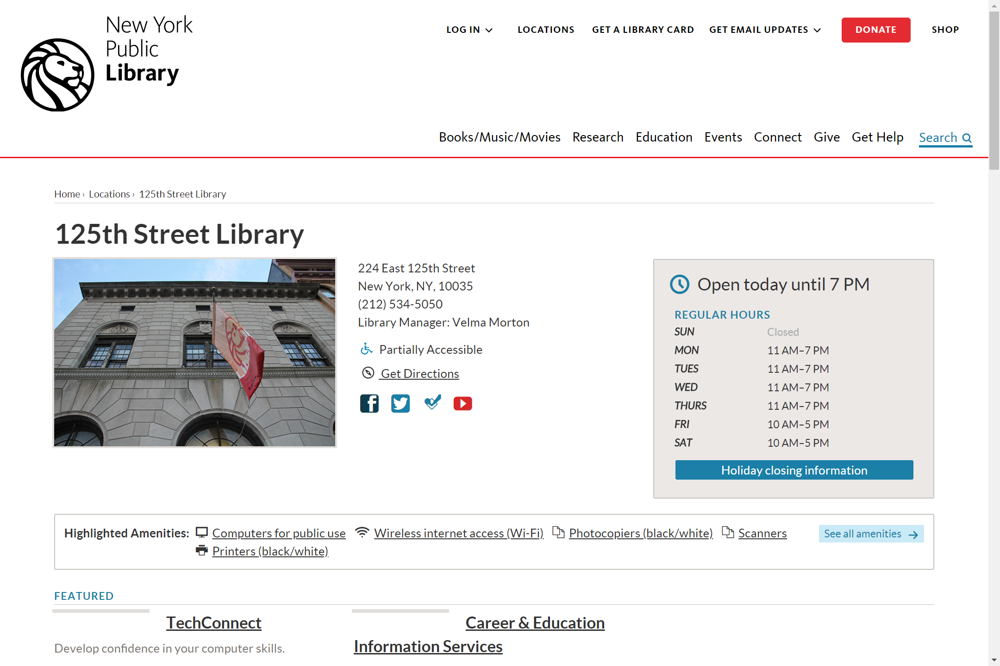 New York
Public
Library
LOG IN
LOCATIONS
GET A LIBRARY CARD
GET EMAIL UPDATES
DONATE
SHOP
Books/Music/Movies
Research
Education
Events
Connect
Give
Get Help
Search
Home › Locations › 125th Street Library
125th Street Library
224 East 125th Street
New York, NY, 10035
(212) 534-5050
Library Manager: Velma Morton
Partially Accessible
Get Directions
Open today until 7 PM
REGULAR HOURS
SUN Closed
MON 11 AM–7 PM
TUES 11 AM–7 PM
WED 11 AM–7 PM
THURS 11 AM–7 PM
FRI 10 AM–5 PM
SAT 10 AM–5 PM
Holiday closing information
Highlighted Amenities: Computers for public use Wireless internet access (Wi-Fi) Photocopiers (black/white) Scanners
Printers (black/white)
See all amenities
FEATURED
TechConnect
Develop confidence in your computer skills.
Career & Education
Information Services